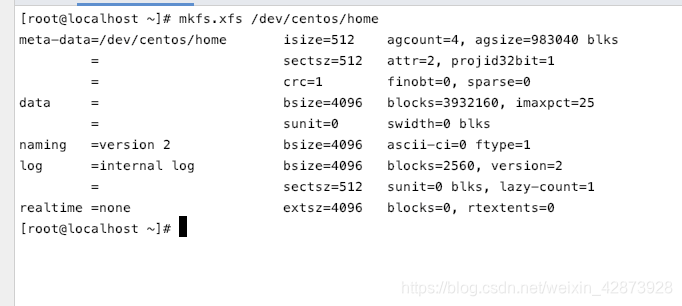 [root@localhost ~]# mkfs.xfs /dev/centos/home
meta-data=/dev/centos/home       isize=512    agcount=4, agsize=983040 blks
         =                       sectsz=512   attr=2, projid32bit=1
         =                       crc=1        finobt=0, sparse=0
data     =                       bsize=4096   blocks=3932160, imaxpct=25
         =                       sunit=0      swidth=0 blks
naming   =version 2              bsize=4096   ascii-ci=0 ftype=1
log      =internal log           bsize=4096   blocks=2560, version=2
         =                       sectsz=512   sunit=0 blks, lazy-count=1
realtime =none                   extsz=4096   blocks=0, rtextents=0
[root@localhost ~]#
https://blog.csdn.net/weixin_42873928